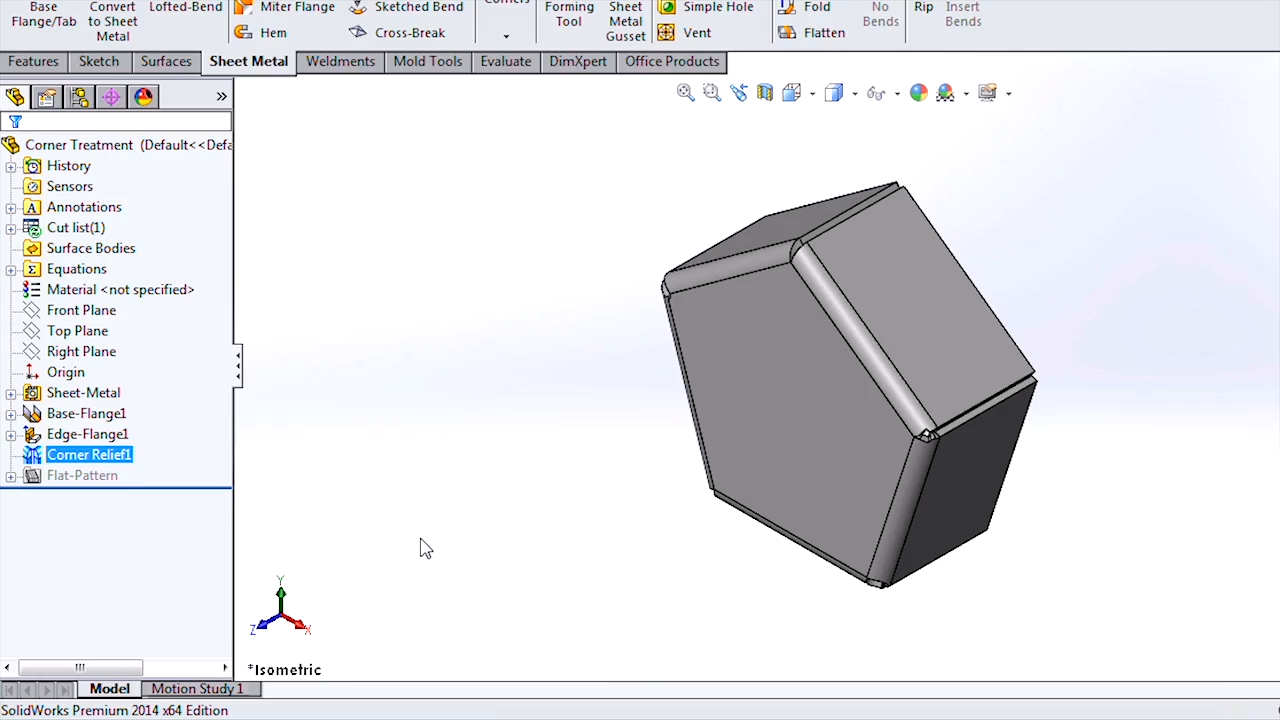 Base Convert Lofted-Bend Miter Flange Sketched Bend Corners Forming Sheet Simple Hole Fold No Rip Insert
Flange/Tab to Sheet Tool Metal Bends Bends
Metal Hem Cross-Break Gusset Vent Flatten
Features Sketch Surfaces Sheet Metal Weldments Mold Tools Evaluate DimXpert Office Products
»
Corner Treatment (Default<<Defa
History
Sensors
A Annotations
Cut list(1)
Surface Bodies
Σ Equations
Material <not specified>
Front Plane
Top Plane
Right Plane
Origin
Sheet-Metal
Base-Flange1
Edge-Flange1
Corner Relief1
Flat-Pattern
Y
Z X
*Isometric
Model Motion Study 1
SolidWorks Premium 2014 x64 Edition